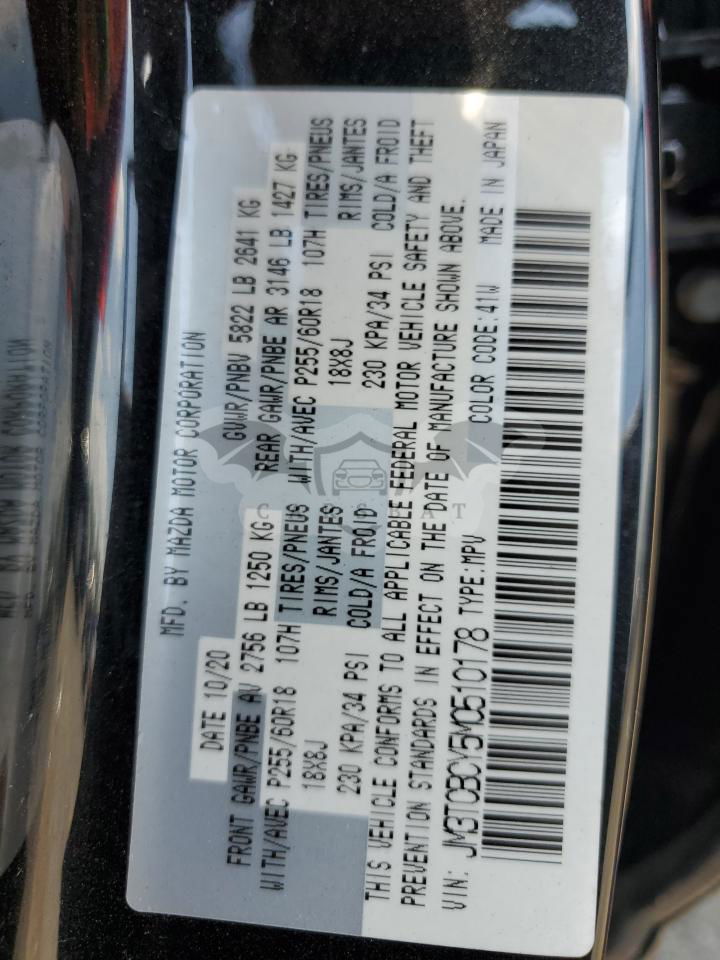 MFD. BY MAZDA MOTOR CORPORATION
DATE 10/20 GVWR/PNBV 5822 LB 2641 KG
FRONT GAWR/PNBE AV 2756 LB 1250 KG REAR GAWR/PNBE AR 3146 LB 1427 KG
WITH/AVEC P255/60R18 107H TIRES/PNEUS WITH/AVEC P255/60R18 107H TIRES/PNEUS
18X8J RIMS/JANTES 18X8J RIMS/JANTES
230 KPA/34 PSI COLD/A FROID 230 KPA/34 PSI COLD/A FROID
THIS VEHICLE CONFORMS TO ALL APPLICABLE FEDERAL MOTOR VEHICLE SAFETY AND THEFT
PREVENTION STANDARDS IN EFFECT ON THE DATE OF MANUFACTURE SHOWN ABOVE.
VIN: JM3TCBCY5M0510178 TYPE:MPV COLOR CODE:41W MADE IN JAPAN